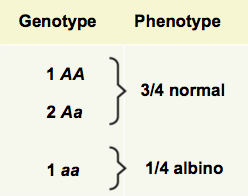 Genotype Phenotype
1 AA
3/4 normal
2 Aa
1 aa 1/4 albino